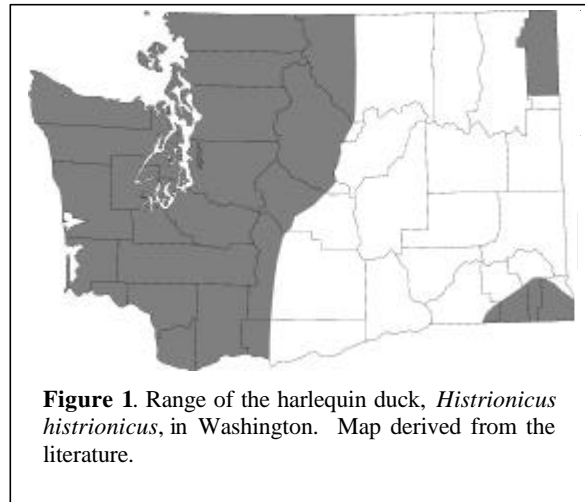 Figure 1. Range of the harlequin duck, Histrionicus
histrionicus, in Washington. Map derived from the
literature.